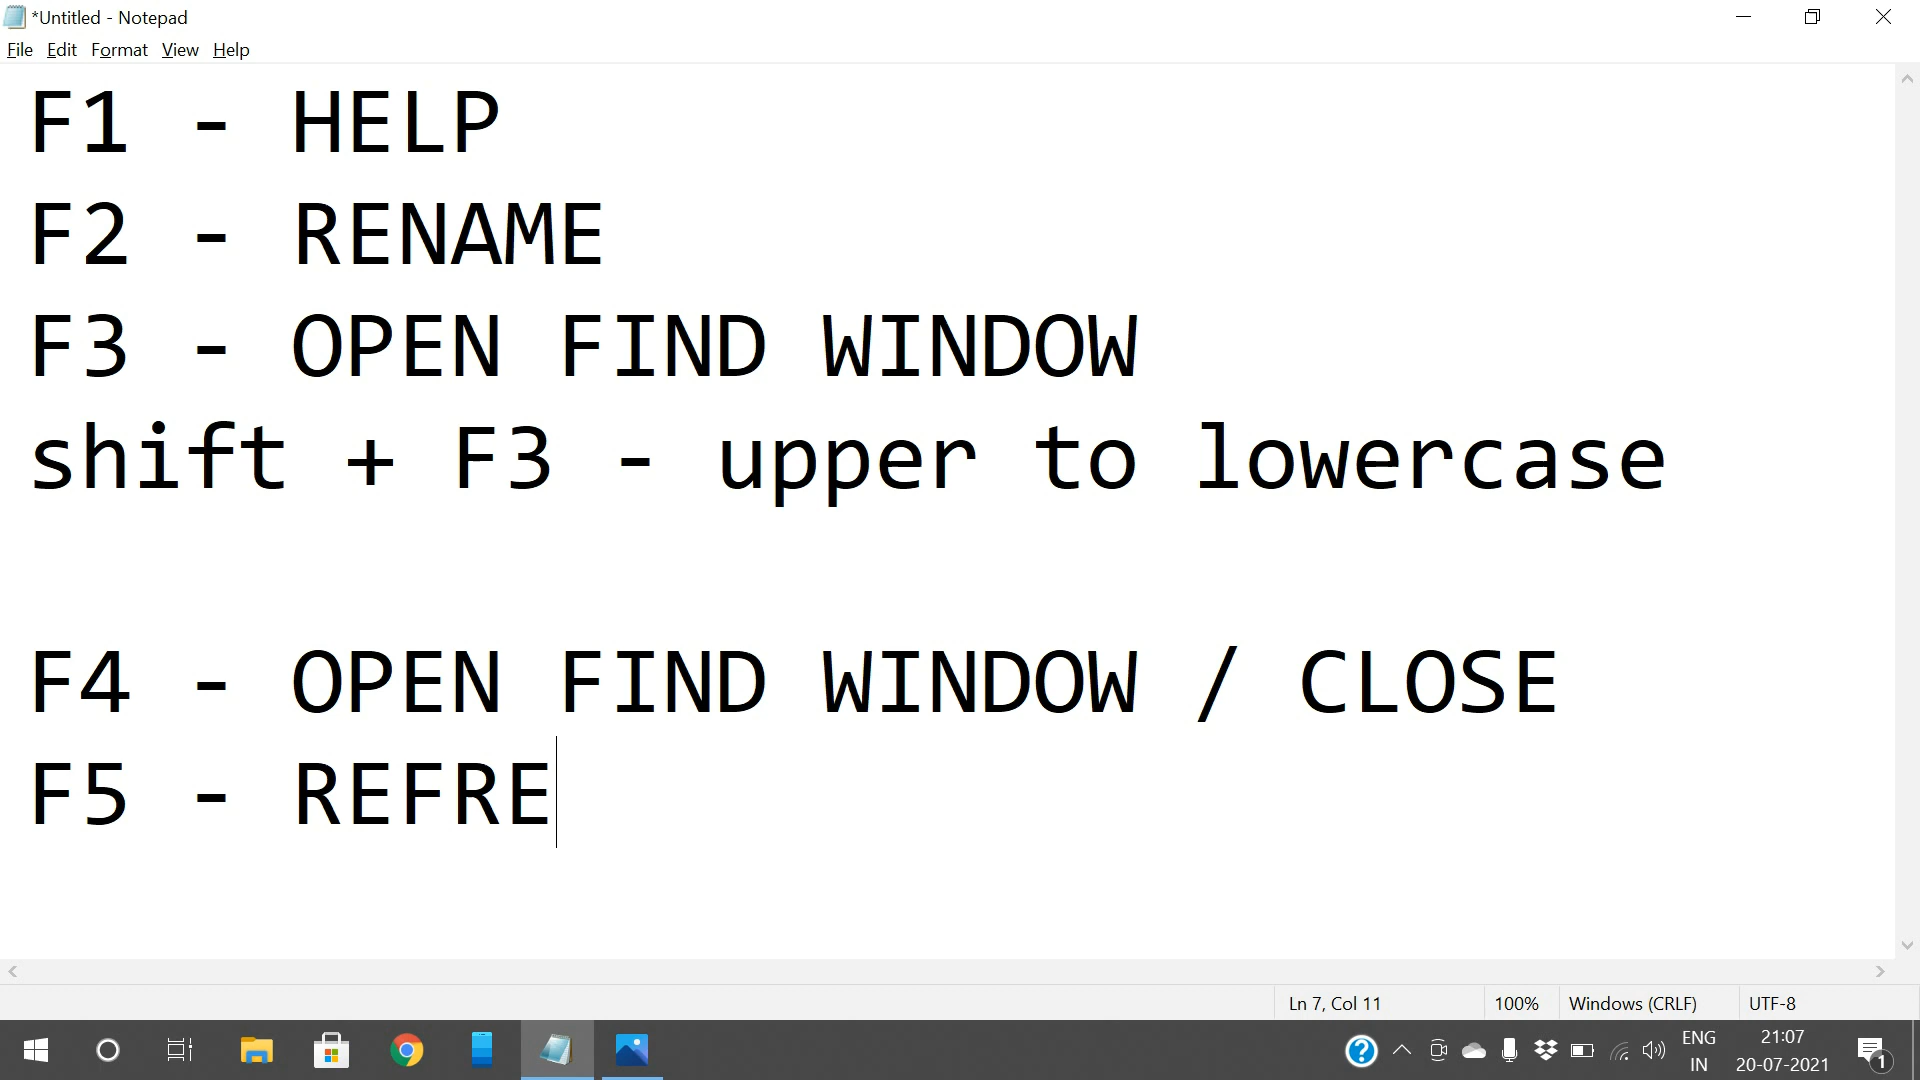 *Untitled - Notepad
File Edit Format View Help
F1 - HELP
F2 - RENAME
F3 - OPEN FIND WINDOW
shift + F3 - upper to lowercase
F4 - OPEN FIND WINDOW / CLOSE
F5 - REFRE
Ln 7, Col 11 100% Windows (CRLF) UTF-8
ENG 21:07
IN 20-07-2021 1